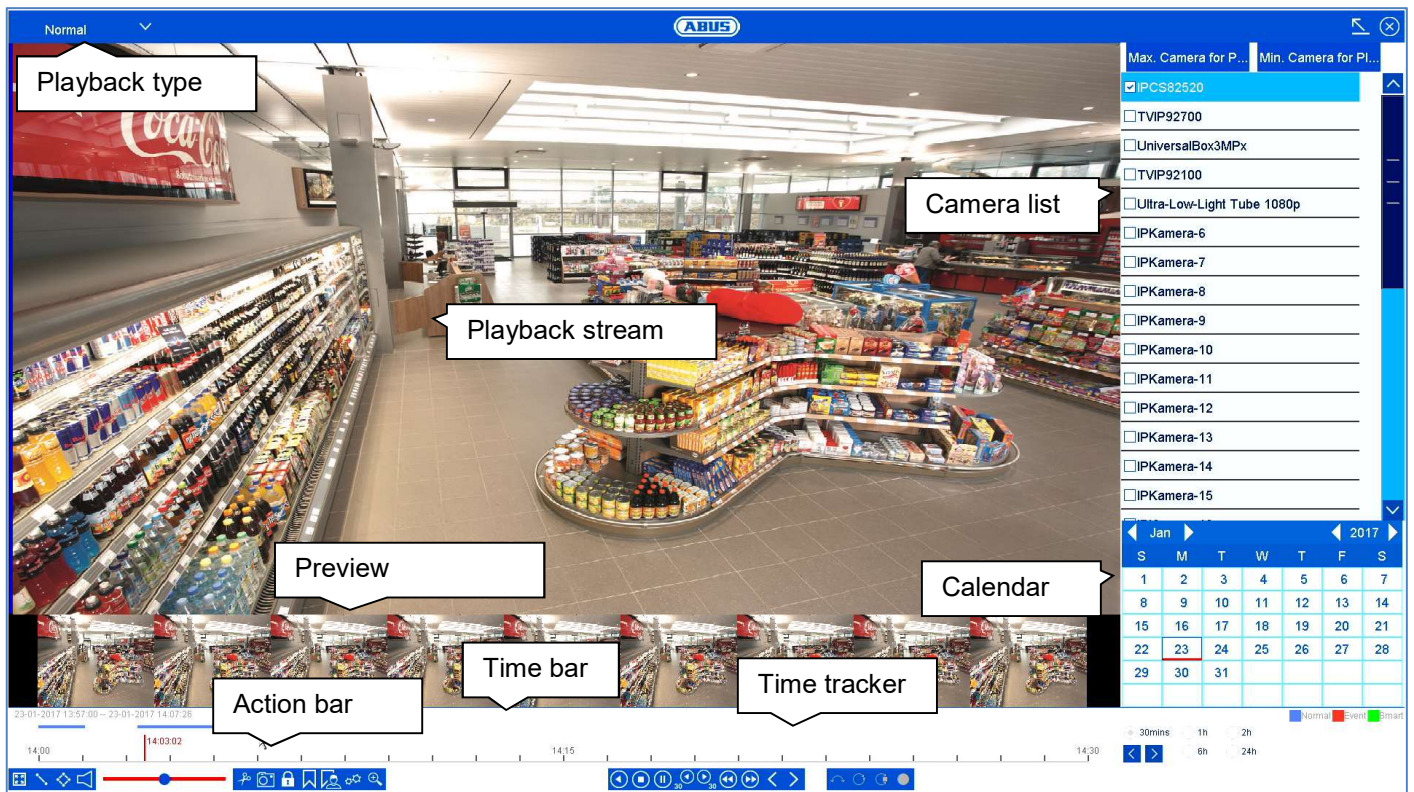 Normal
ABUS
Playback type
Max. Camera for P...
Min. Camera for Pl...
Coca-Cola
IPCS82520
TVIP92700
UniversalBox3MPx
TVIP92100
Ultra-Low-Light Tube 1080p
IPKamera-6
IPKamera-7
IPKamera-8
IPKamera-9
IPKamera-10
IPKamera-11
IPKamera-12
IPKamera-13
IPKamera-14
IPKamera-15
Camera list
Playback stream
Preview
Calendar
Jan 2017
S M T W T F S
1 2 3 4 5 6 7
8 9 10 11 12 13 14
15 16 17 18 19 20 21
22 23 24 25 26 27 28
29 30 31
Time bar
Time tracker
Action bar
23-01-2017 13:57:00 -- 23-01-2017 14:07:26
Normal Event Smart
14:00
14:03:02
14:15
14:30
30mins 1h 2h
6h 24h
30 30